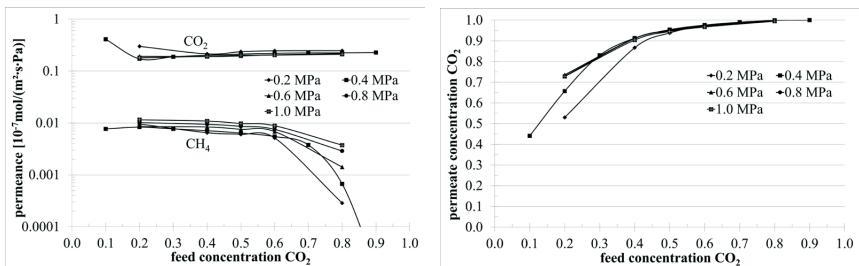 1
0.1
0.01
0.001
0.0001
permeance [10⁻⁷mol/(m²·s·Pa)]
CO₂
0.2 MPa 0.4 MPa
0.6 MPa 0.8 MPa
1.0 MPa
CH₄
0.0 0.1 0.2 0.3 0.4 0.5 0.6 0.7 0.8 0.9 1.0
feed concentration CO₂
1.0
0.9
0.8
0.7
0.6
0.5
0.4
0.3
0.2
0.1
0.0
permeate concentration CO₂
0.2 MPa 0.4 MPa
0.6 MPa 0.8 MPa
1.0 MPa
0.0 0.1 0.2 0.3 0.4 0.5 0.6 0.7 0.8 0.9 1.0
feed concentration CO₂